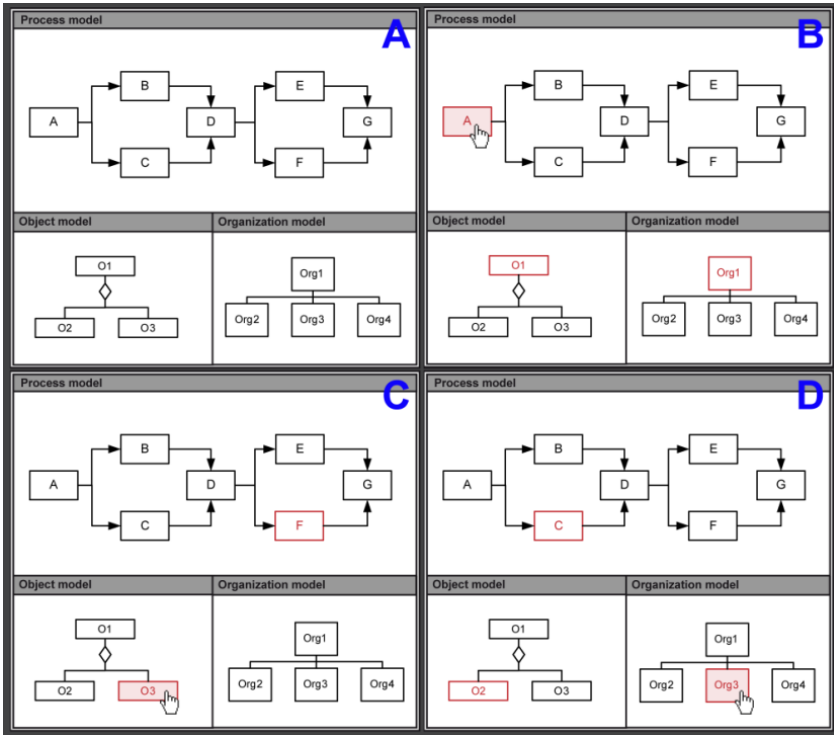 Process model
A
B
E
A
D
G
C
F
Object model
Organization model
O1
O2
O3
Org1
Org2
Org3
Org4
Process model
B
B
E
A
D
G
C
F
Object model
Organization model
O1
O2
O3
Org1
Org2
Org3
Org4
Process model
C
B
E
A
D
G
C
F
Object model
Organization model
O1
O2
O3
Org1
Org2
Org3
Org4
Process model
D
B
E
A
D
G
C
F
Object model
Organization model
O1
O2
O3
Org1
Org2
Org3
Org4